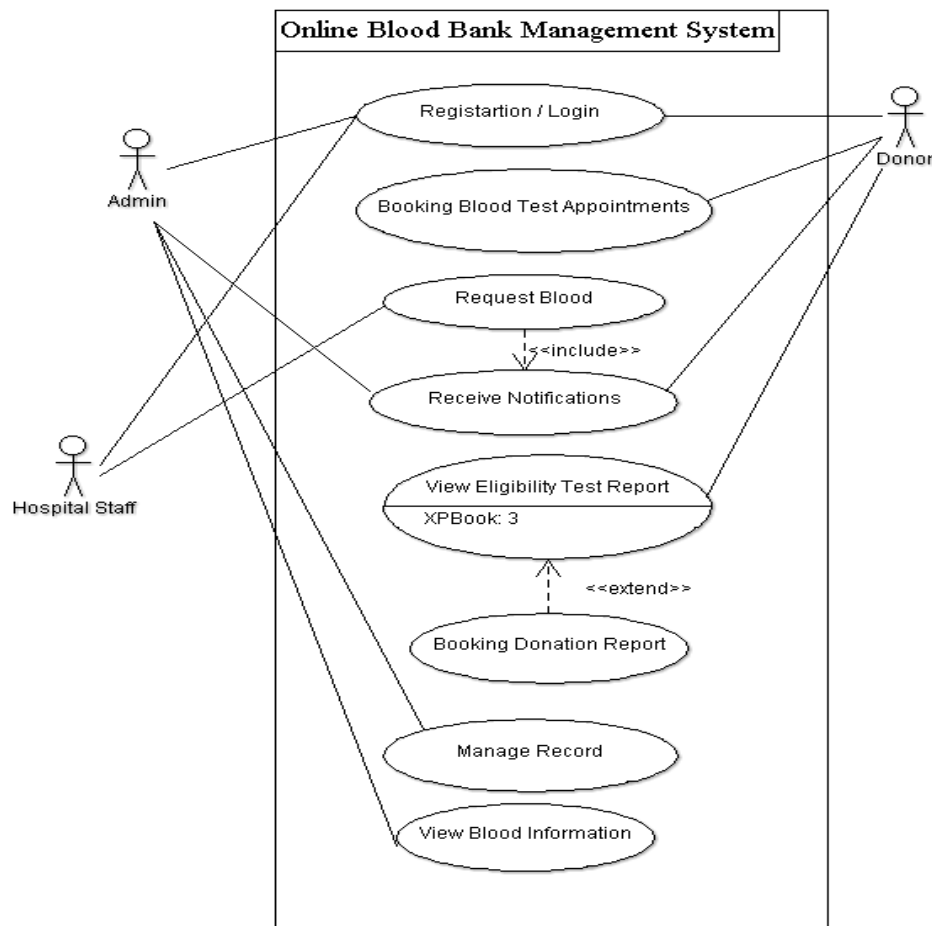 Online Blood Bank Management System
Registartion / Login
Donor
Admin
Booking Blood Test Appointments
Request Blood
<<include>>
Receive Notifications
Hospital Staff
View Eligibility Test Report
XPBook: 3
<<extend>>
Booking Donation Report
Manage Record
View Blood Information